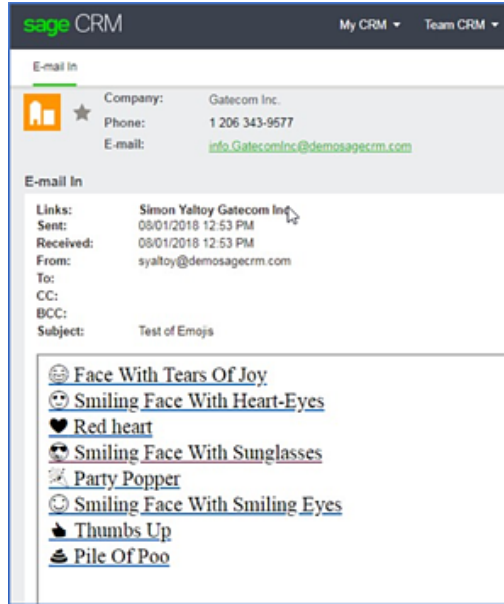 sage CRM My CRM Team CRM
E-mail In
Company: Gatecom Inc.
Phone: 1 206 343-9577
E-mail: info.GatecomInc@demosagecrm.com
E-mail In
Links: Simon Yaltoy Gatecom Inc.
Sent: 08/01/2018 12:53 PM
Received: 08/01/2018 12:53 PM
From: syaltoy@demosagecrm.com
To:
CC:
BCC:
Subject: Test of Emojis
😂 Face With Tears Of Joy
😍 Smiling Face With Heart-Eyes
❤ Red heart
😎 Smiling Face With Sunglasses
🎉 Party Popper
😊 Smiling Face With Smiling Eyes
👍 Thumbs Up
💩 Pile Of Poo